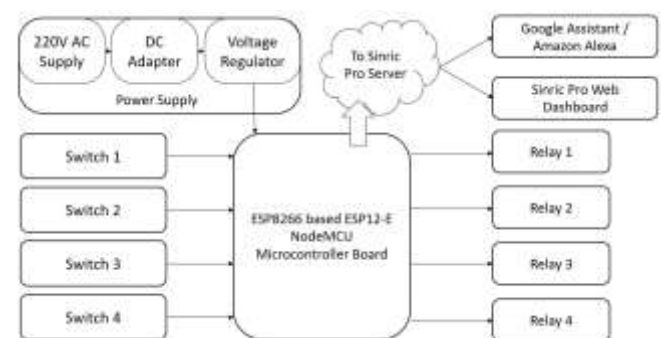 220V AC
Supply
DC
Adapter
Voltage
Regulator
Power Supply
To Sinric
Pro Server
Google Assistant /
Amazon Alexa
Sinric Pro Web
Dashboard
Switch 1
Switch 2
Switch 3
Switch 4
ESP8266 based ESP12-E
NodeMCU
Microcontroller Board
Relay 1
Relay 2
Relay 3
Relay 4